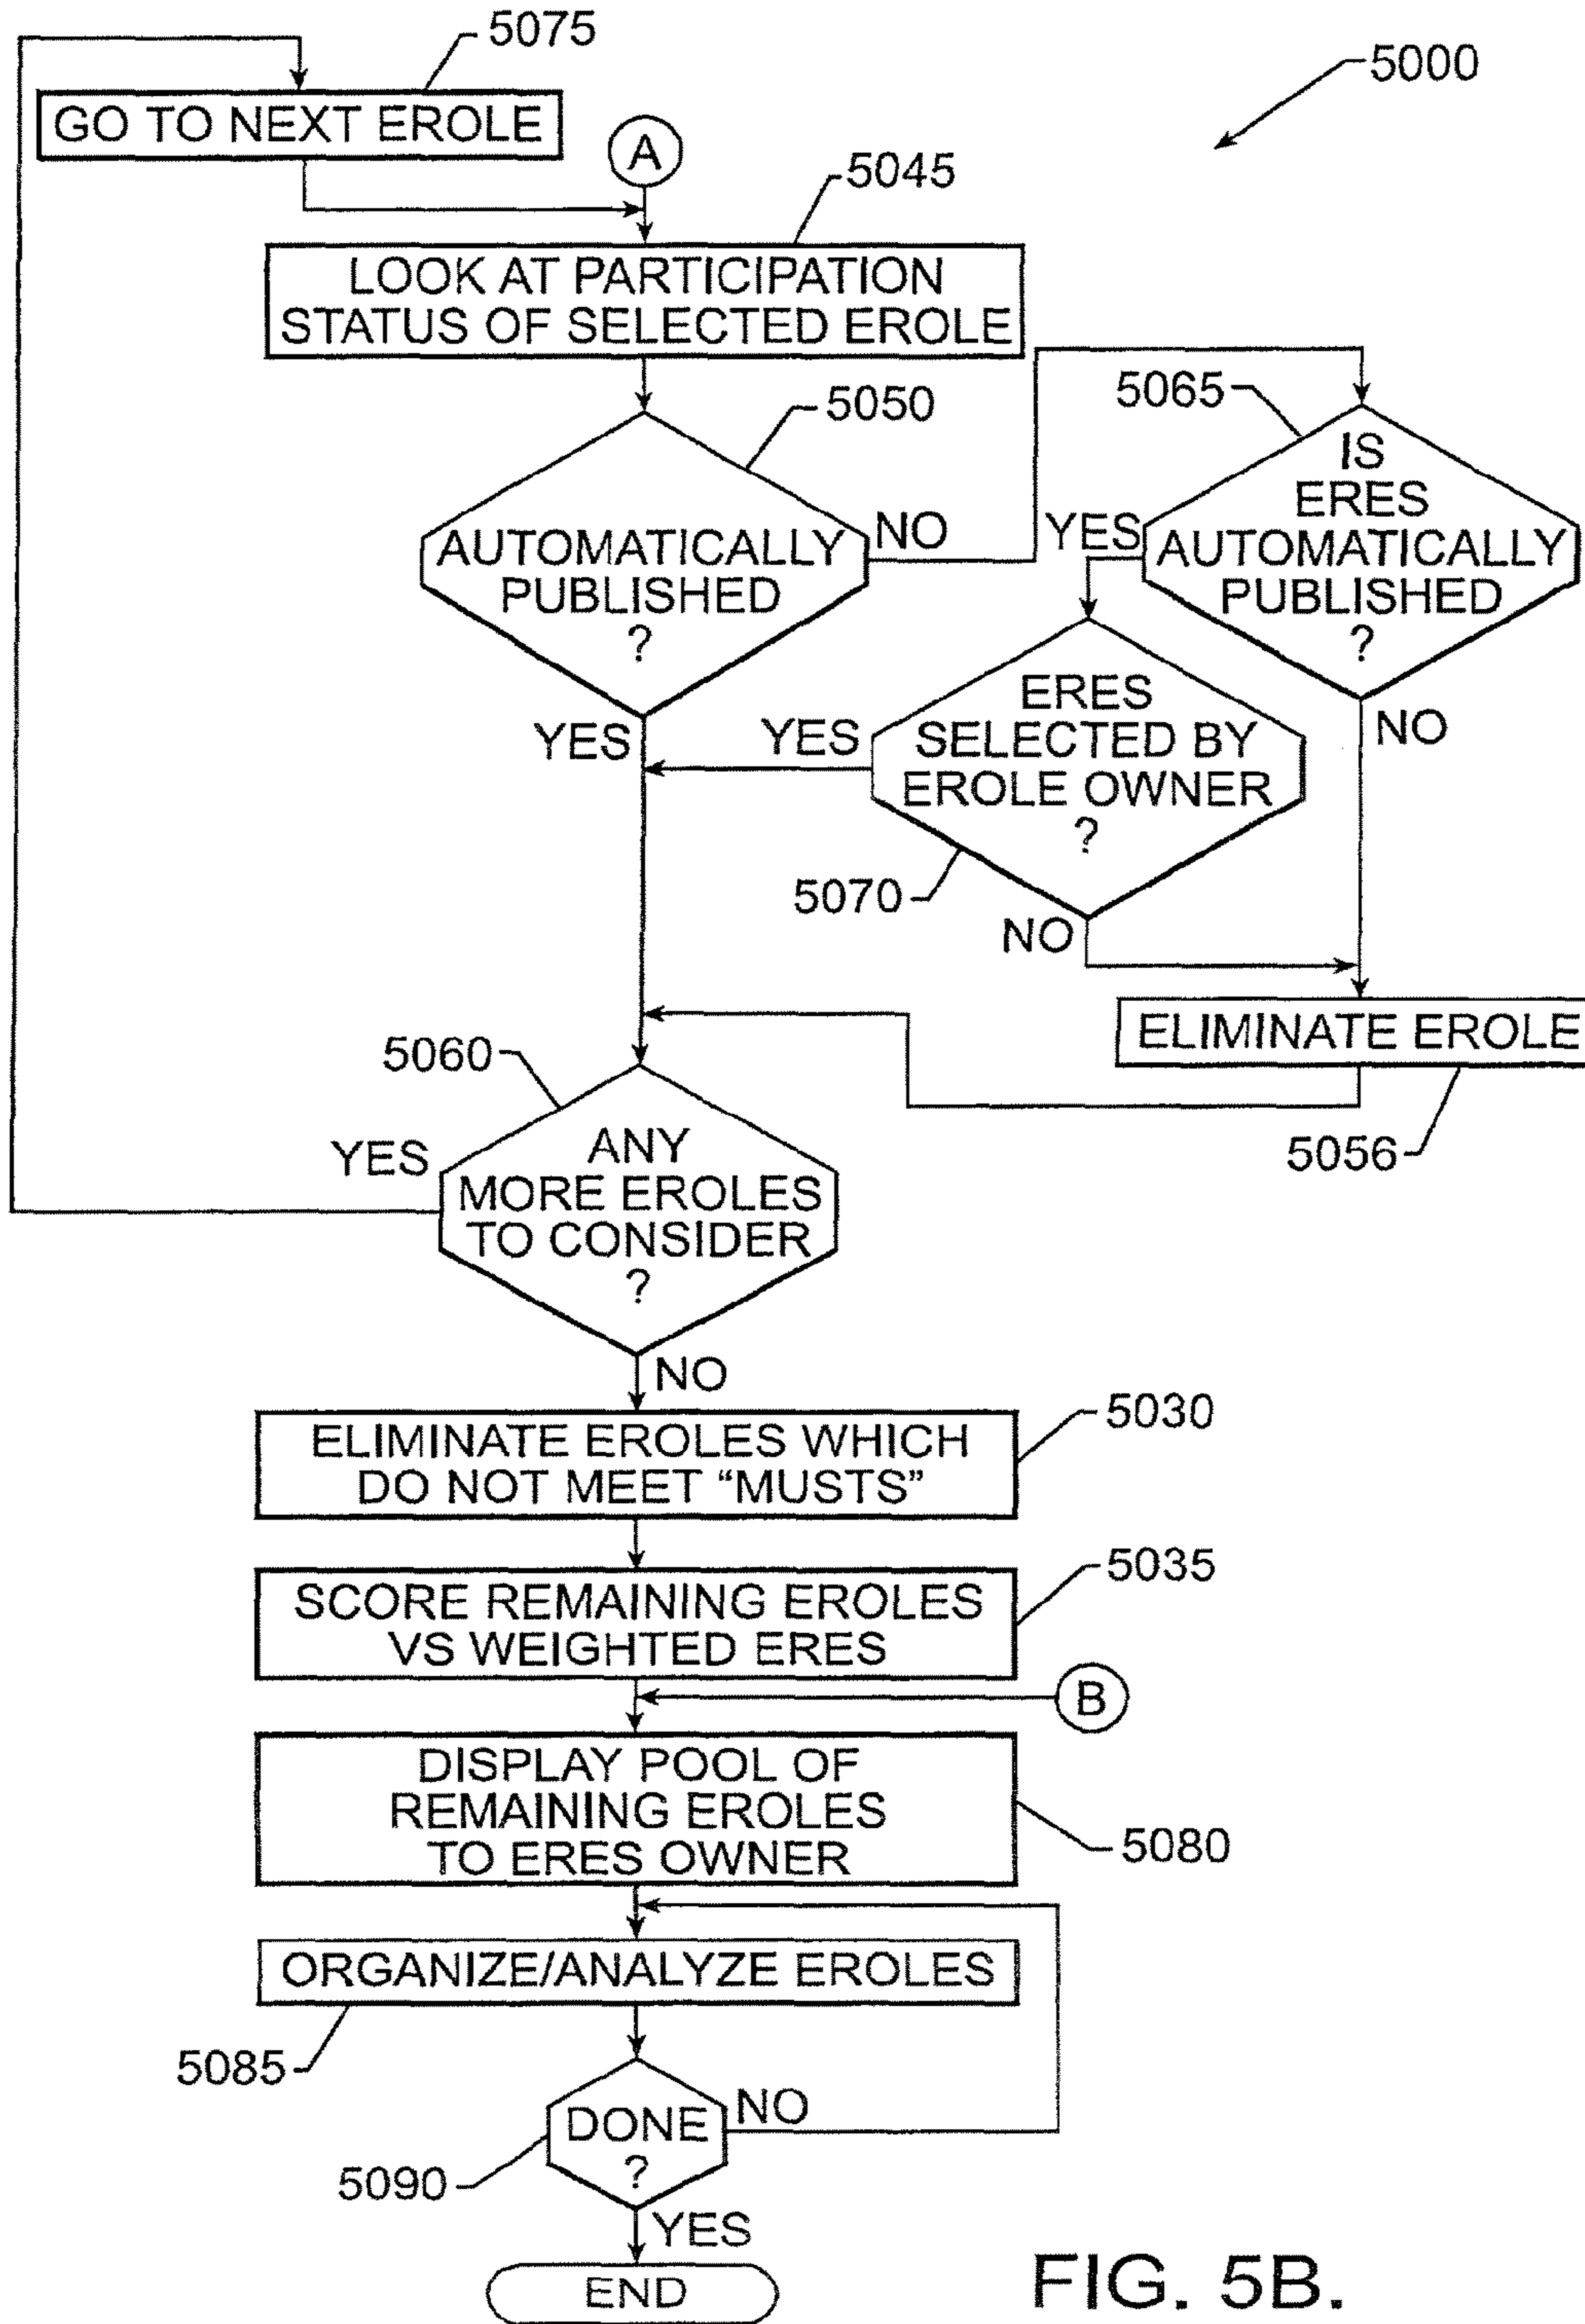 5075
5000
GO TO NEXT EROLE
A
5045
LOOK AT PARTICIPATION
STATUS OF SELECTED EROLE
5050
AUTOMATICALLY
PUBLISHED
?
NO
YES
5065
IS
ERES
AUTOMATICALLY
PUBLISHED
?
YES
NO
ERES
SELECTED BY
EROLE OWNER
?
YES
5070
NO
ELIMINATE EROLE
5056
5060
ANY
MORE EROLES
TO CONSIDER
?
YES
NO
ELIMINATE EROLES WHICH
DO NOT MEET “MUSTS”
5030
SCORE REMAINING EROLES
VS WEIGHTED ERES
5035
B
DISPLAY POOL OF
REMAINING EROLES
TO ERES OWNER
5080
ORGANIZE/ANALYZE EROLES
5085
DONE
?
NO
5090
YES
END
FIG. 5B.